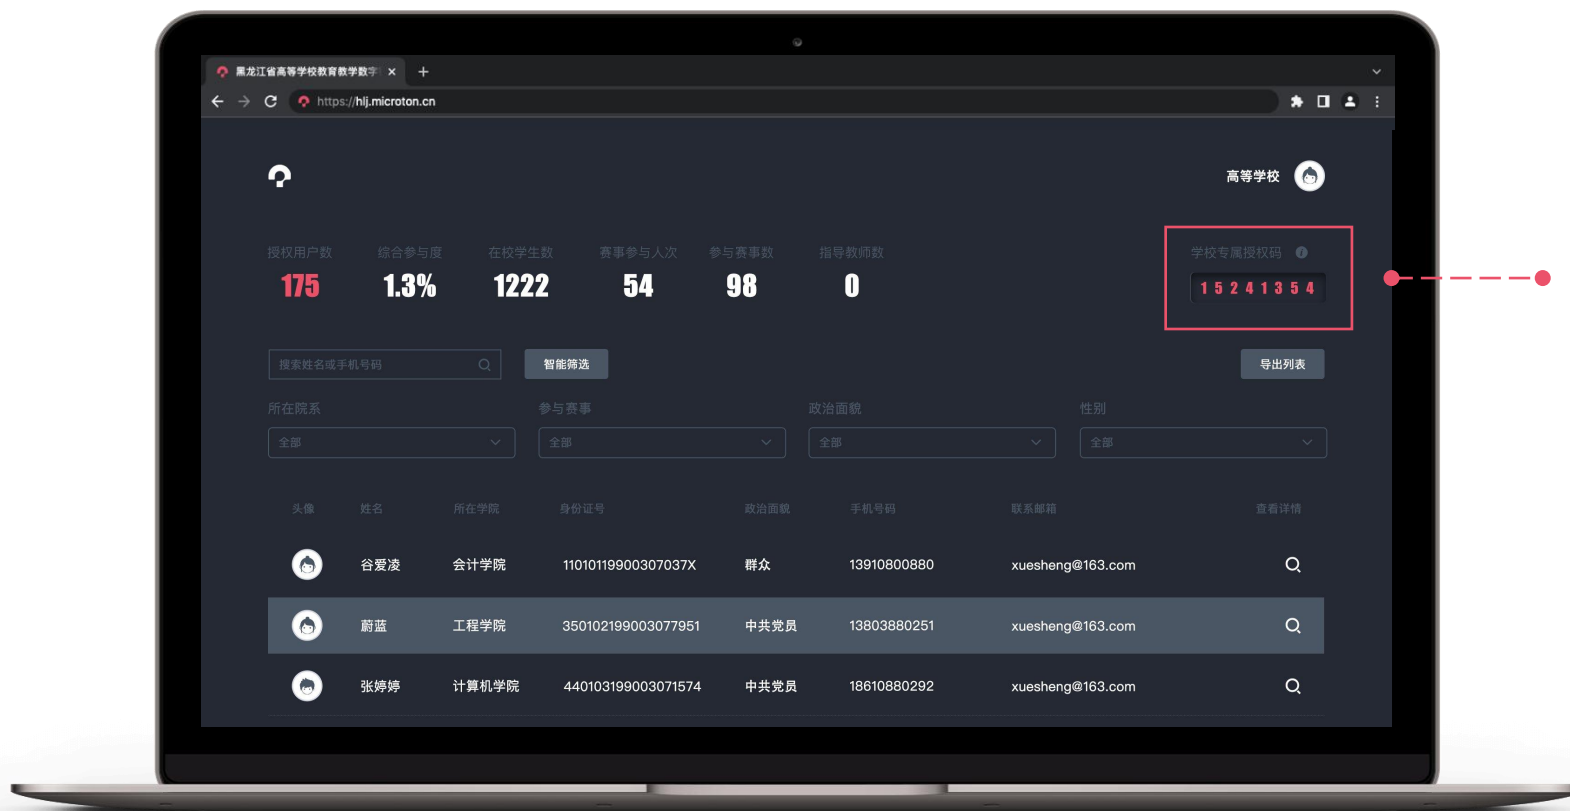 黑龙江省高等学校教育教学数字
https://hlj.microton.cn
高等学校
授权用户数 综合参与度 在校学生数 赛事参与人次 参与赛事数 指导教师数 学校专属授权码
175 1.3% 1222 54 98 0 15241354
搜索姓名或手机号码 智能筛选 导出列表
所在院系 参与赛事 政治面貌 性别
全部 全部 全部 全部
头像 姓名 所在学院 身份证号 政治面貌 手机号码 联系邮箱 查看详情
谷爱凌 会计学院 11010119900307037X 群众 13910800880 xuesheng@163.com
蔚蓝 工程学院 350102199003077951 中共党员 13803880251 xuesheng@163.com
张婷婷 计算机学院 440103199003071574 中共党员 18610880292 xuesheng@163.com